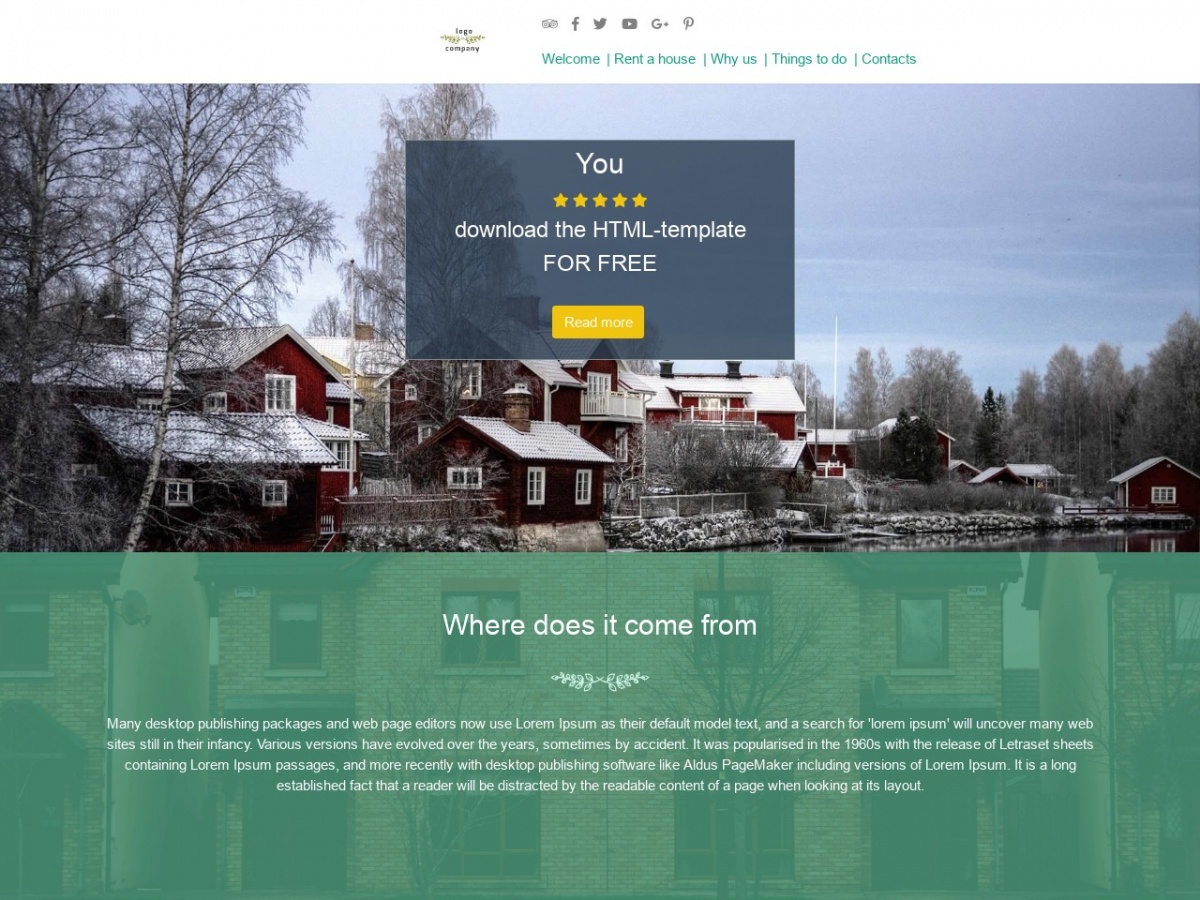 logo
company
Welcome | Rent a house | Why us | Things to do | Contacts
You
download the HTML-template
FOR FREE
Read more
Where does it come from
Many desktop publishing packages and web page editors now use Lorem Ipsum as their default model text, and a search for 'lorem ipsum' will uncover many web
sites still in their infancy. Various versions have evolved over the years, sometimes by accident. It was popularised in the 1960s with the release of Letraset sheets
containing Lorem Ipsum passages, and more recently with desktop publishing software like Aldus PageMaker including versions of Lorem Ipsum. It is a long
established fact that a reader will be distracted by the readable content of a page when looking at its layout.